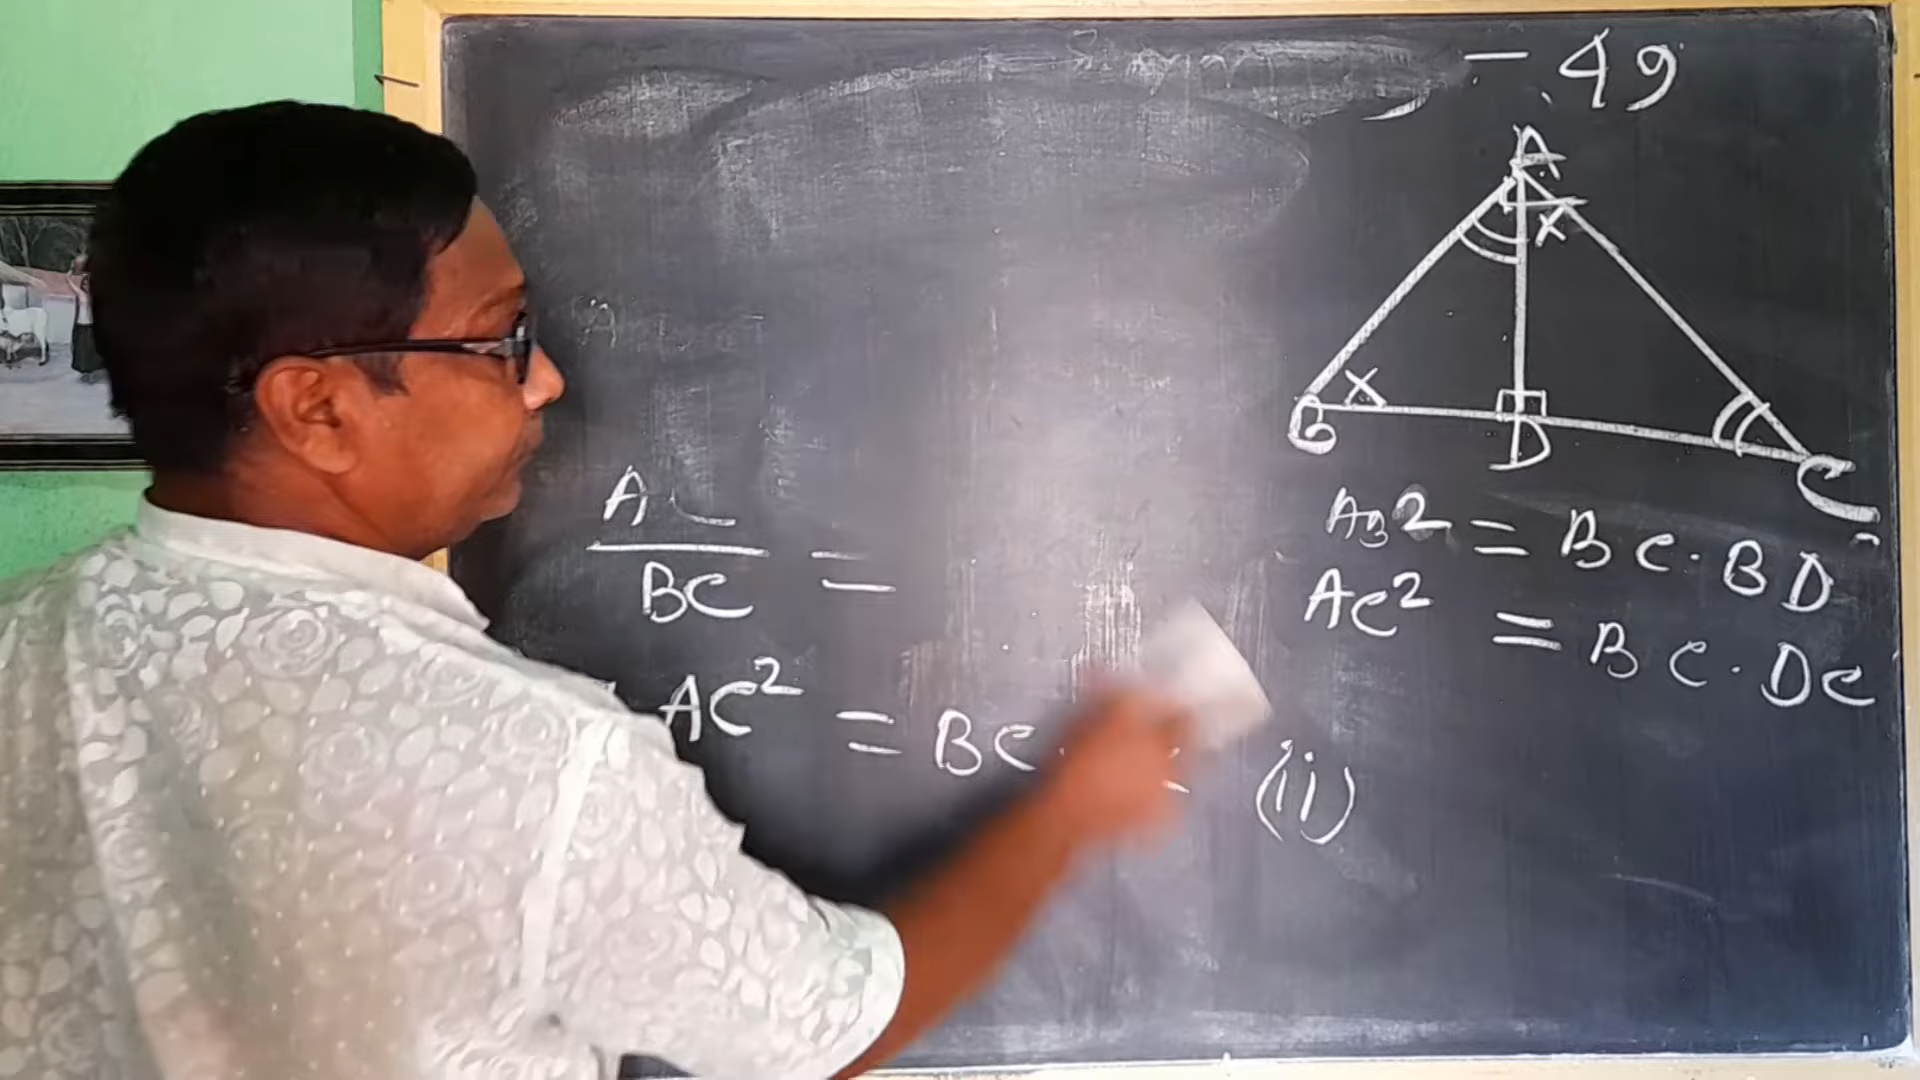 - 49
A
x
x
B
D
C
AB² = BC·BD
AC² = BC·DC
A
BC
=
AC² = BC
(ii)